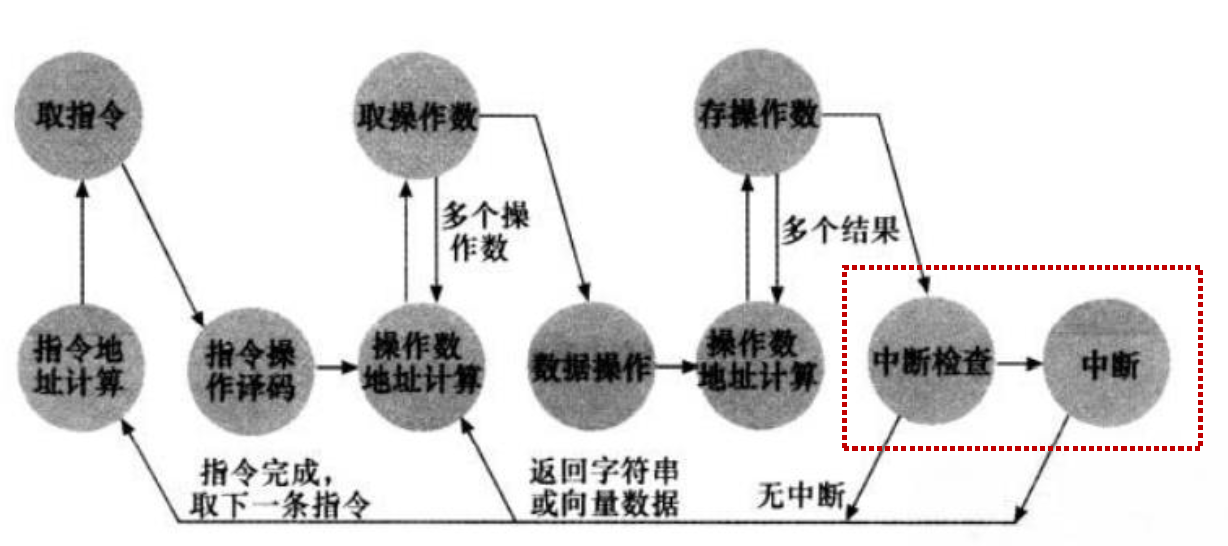 取指令
取操作数
存操作数
多个操
作数
多个结果
指令地
址计算
指令操
作译码
操作数
地址计算
数据操作
操作数
地址计算
中断检查
中断
指令完成，
取下一条指令
返回字符串
或向量数据
无中断